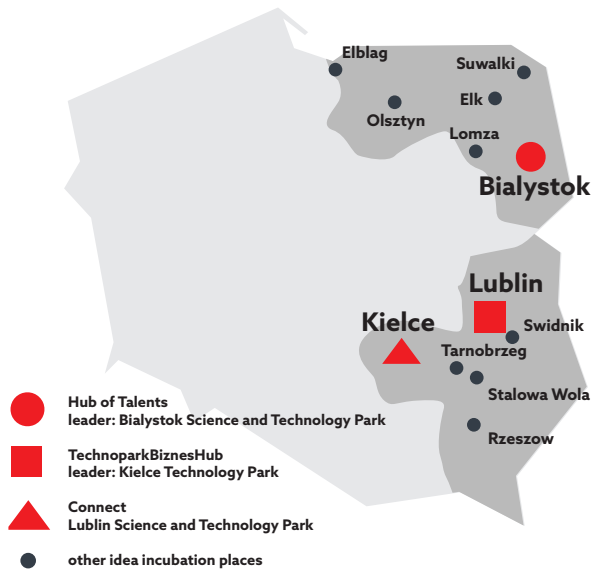 Elblag
Suwalki
Elk
Olsztyn
Lomza
Bialystok
Lublin
Kielce
Swidnik
Tarnobrzeg
Stalowa Wola
Rzeszow
Hub of Talents
leader: Bialystok Science and Technology Park
TechnoparkBiznesHub
leader: Kielce Technology Park
Connect
Lublin Science and Technology Park
other idea incubation places